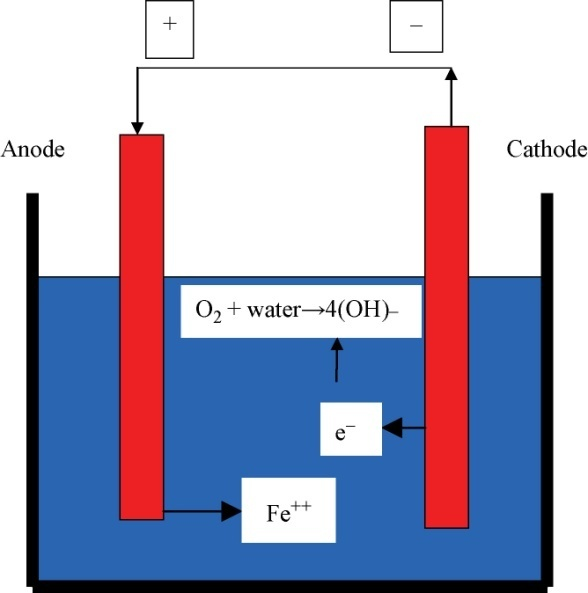 +
–
Anode
Cathode
O₂ + water→4(OH)–
e⁻
Fe⁺⁺